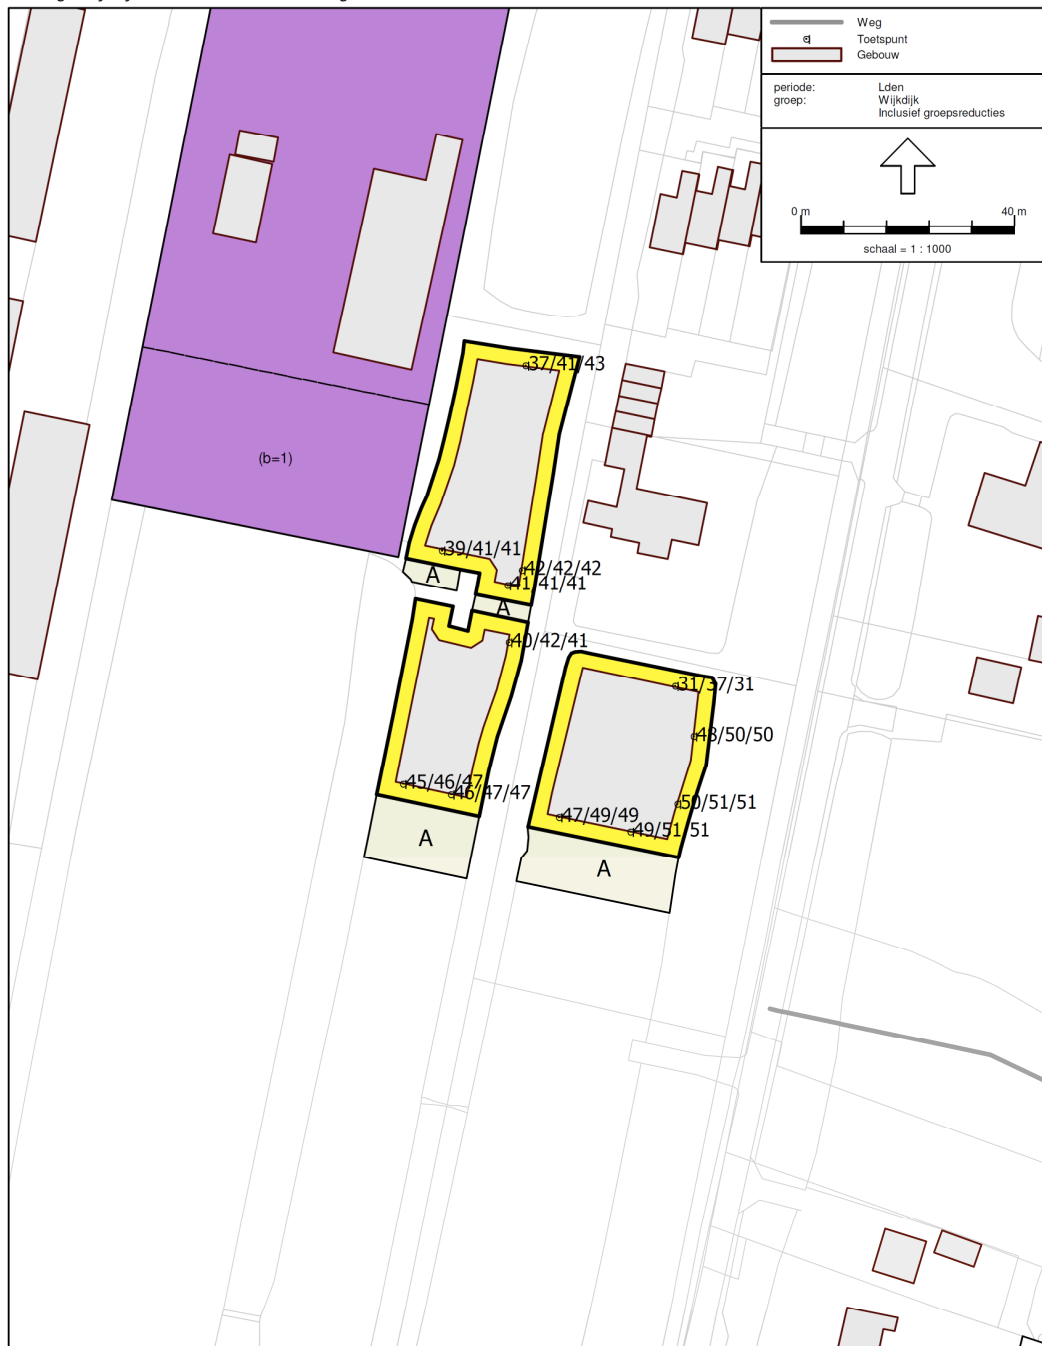 Weg
Toetspunt
Gebouw
periode: Lden
groep: Wijkdijk
Inclusief groepsreducties
0 m 40 m
schaal = 1 : 1000
37/41/43
(b=1)
39/41/41
42/42/42
A
41/41/41
A
40/42/41
31/37/31
48/50/50
45/46/47
46/47/47
50/51/51
47/49/49
49/51/51
A
A